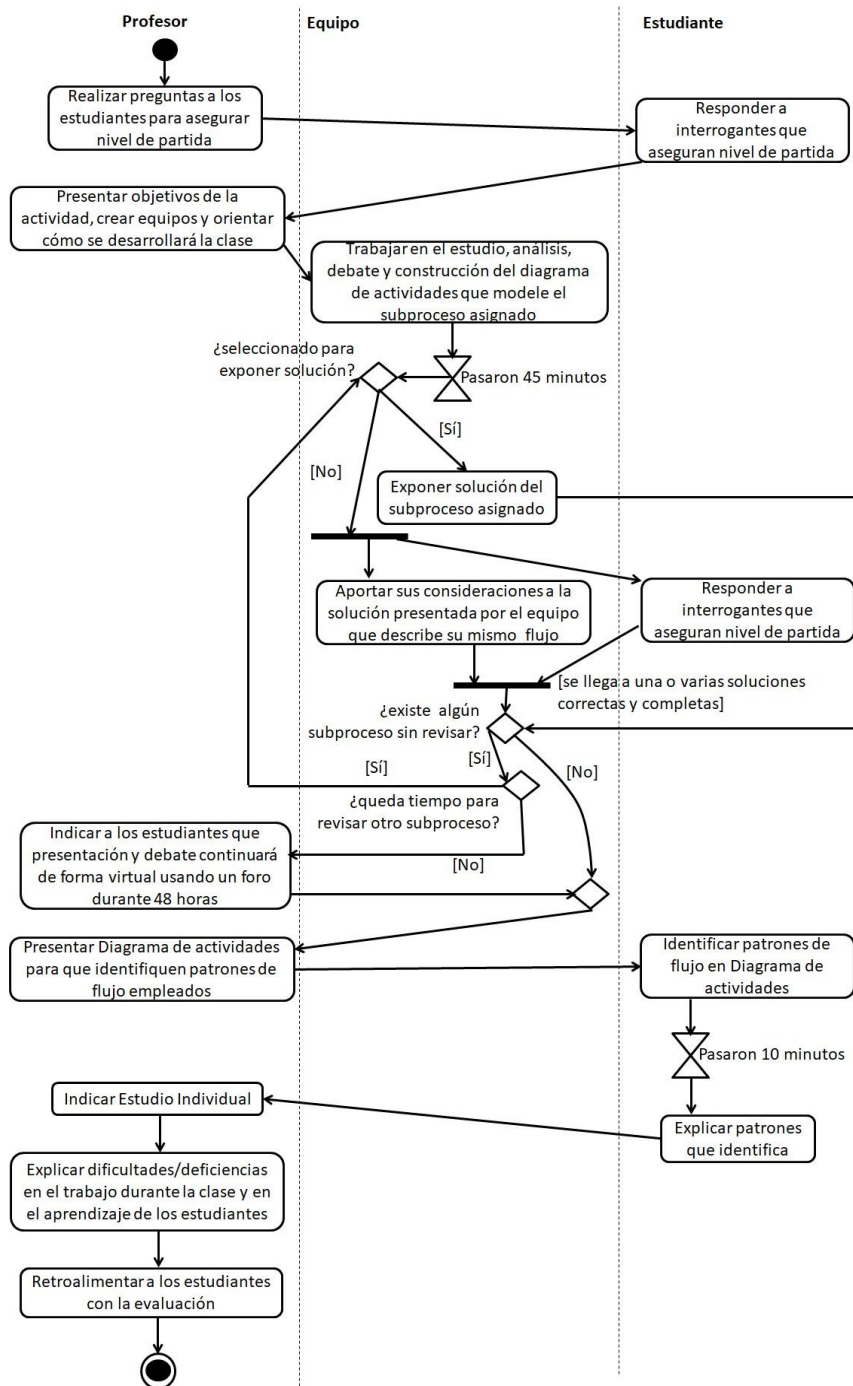 Profesor
Equipo
Estudiante
Realizar preguntas a los
estudiantes para asegurar
nivel de partida
Responder a
interrogantes que
aseguran nivel de partida
Presentar objetivos de la
actividad, crear equipos y orientar
cómo se desarrollará la clase
Trabajar en el estudio, análisis,
debate y construcción del diagrama
de actividades que modele el
subproceso asignado
¿seleccionado para
exponer solución?
Pasaron 45 minutos
[Sí]
[No]
Exponer solución del
subproceso asignado
Aportar sus consideraciones a la
solución presentada por el equipo
que describe su mismo flujo
Responder a
interrogantes que
aseguran nivel de partida
[se llega a una o varias soluciones
correctas y completas]
¿existe algún
subproceso sin revisar?
[Sí]
[Sí]
[No]
¿queda tiempo para
revisar otro subproceso?
[No]
Indicar a los estudiantes que
presentación y debate continuará
de forma virtual usando un foro
durante 48 horas
Presentar Diagrama de actividades
para que identifiquen patrones de
flujo empleados
Identificar patrones de
flujo en Diagrama de
actividades
Pasaron 10 minutos
Indicar Estudio Individual
Explicar patrones
que identifica
Explicar dificultades/deficiencias
en el trabajo durante la clase y en
el aprendizaje de los estudiantes
Retroalimentar a los estudiantes
con la evaluación